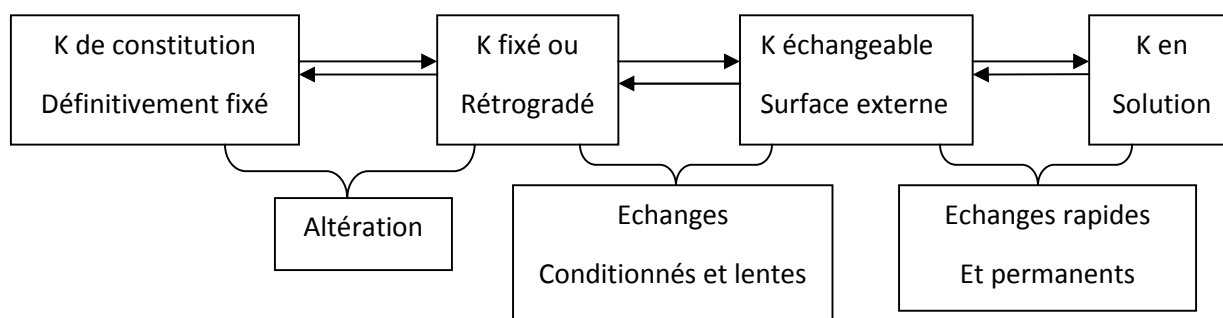 K de constitution
Définitivement fixé
K fixé ou
Rétrogradé
K échangeable
Surface externe
K en
Solution
Altération
Echanges
Conditionnés et lentes
Echanges rapides
Et permanents